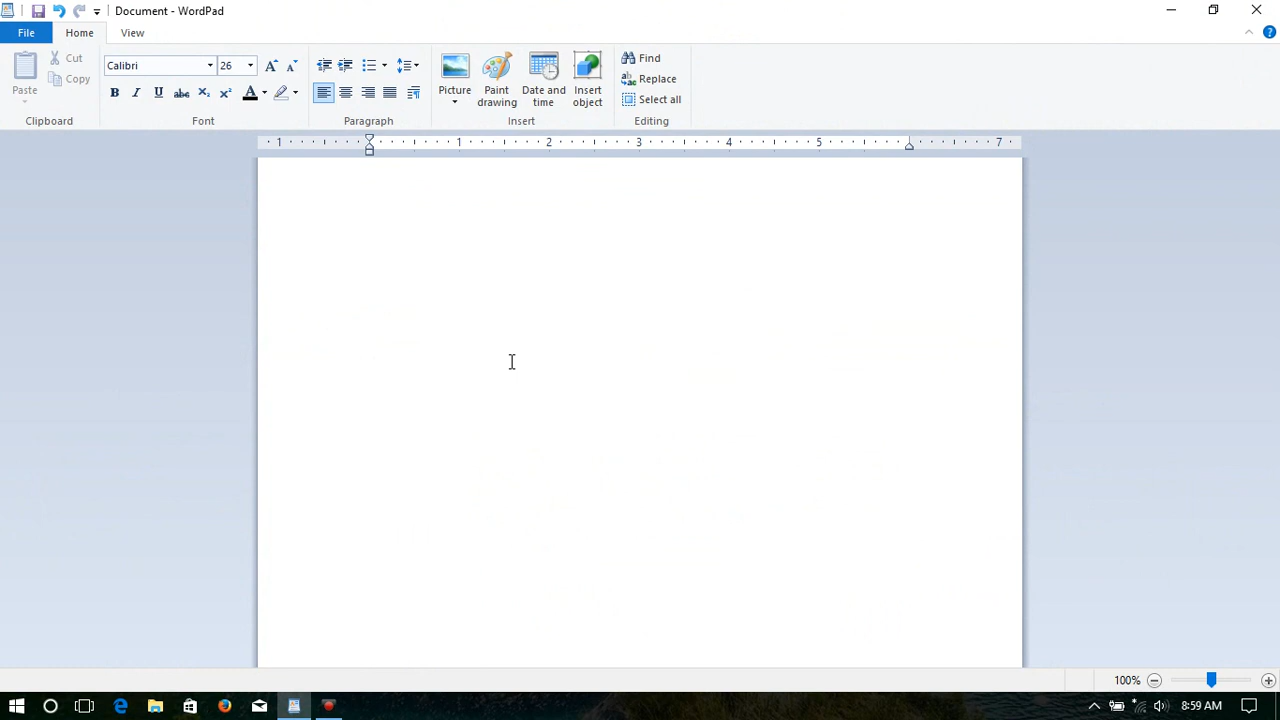 Document - WordPad
File Home View
Cut
Copy
Paste
Clipboard
Calibri 26
B I U abc X₂ X² A
Font
Paragraph
Picture
Paint drawing
Date and time
Insert object
Insert
Find
Replace
Select all
Editing
1 1 2 3 4 5 7
100%
8:59 AM